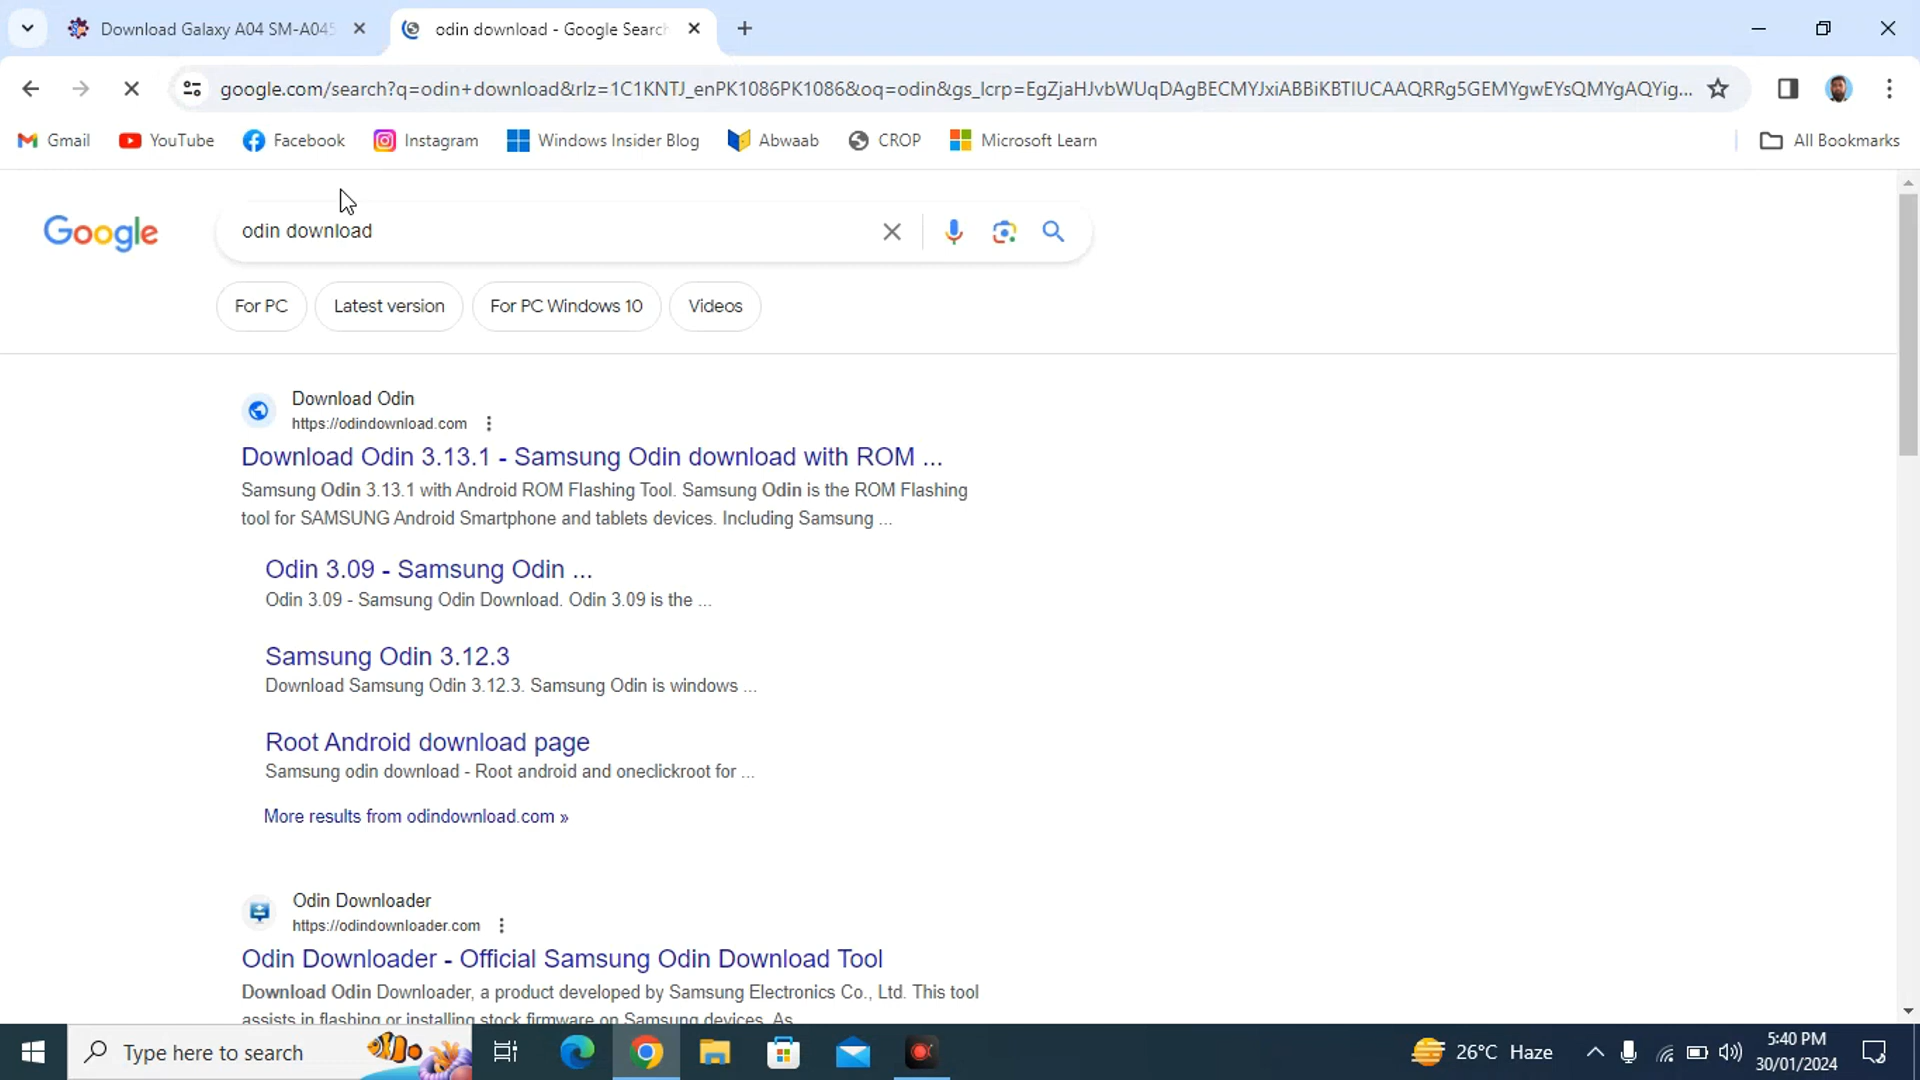 Download Galaxy A04 SM-A045
odin download - Google Search
google.com/search?q=odin+download&rlz=1C1KNTJ_enPK1086PK1086&oq=odin&gs_lcrp=EgZjaHJvbWUqDAgBECMYJxiABBiKBTIUCAAQRRg5GEMYgwEYsQMYgAQYig...
Gmail YouTube Facebook Instagram Windows Insider Blog Abwaab CROP Microsoft Learn All Bookmarks
Google odin download
For PC Latest version For PC Windows 10 Videos
Download Odin
https://odindownload.com
Download Odin 3.13.1 - Samsung Odin download with ROM ...
Samsung Odin 3.13.1 with Android ROM Flashing Tool. Samsung Odin is the ROM Flashing
tool for SAMSUNG Android Smartphone and tablets devices. Including Samsung ...
Odin 3.09 - Samsung Odin ...
Odin 3.09 - Samsung Odin Download. Odin 3.09 is the ...
Samsung Odin 3.12.3
Download Samsung Odin 3.12.3. Samsung Odin is windows ...
Root Android download page
Samsung odin download - Root android and oneclickroot for ...
More results from odindownload.com »
Odin Downloader
https://odindownloader.com
Odin Downloader - Official Samsung Odin Download Tool
Download Odin Downloader, a product developed by Samsung Electronics Co., Ltd. This tool
assists in flashing or installing stock firmware on Samsung devices. As
Type here to search
26°C Haze
5:40 PM
30/01/2024